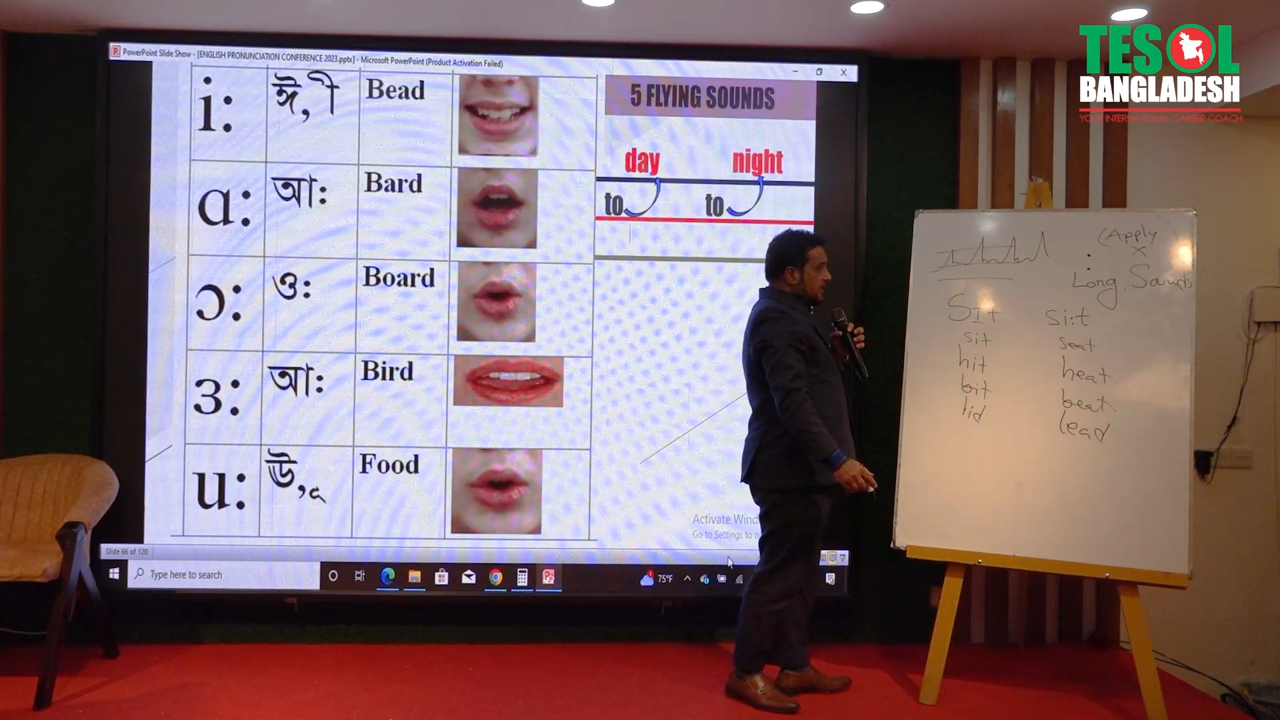 PowerPoint Slide Show - [ENGLISH PRONUNCIATION CONFERENCE 2023.pptx] - Microsoft PowerPoint (Product Activation Failed)
i: ঈ, ী Bead
ɑ: আঃ Bard
ɔ: ওঃ Board
ɜ: আঃ Bird
u: ঊ, ূ Food
5 FLYING SOUNDS
day night
to to
Activate Wind
Go to Settings to a
Slide 66 of 120
Type here to search
75°F
TESOL
BANGLADESH
YOUR INTERNATIONAL CAREER COACH
(Apply
x
: Long Sounds
SIt si:t
sit seat
hit heat
bit beat
lid lead